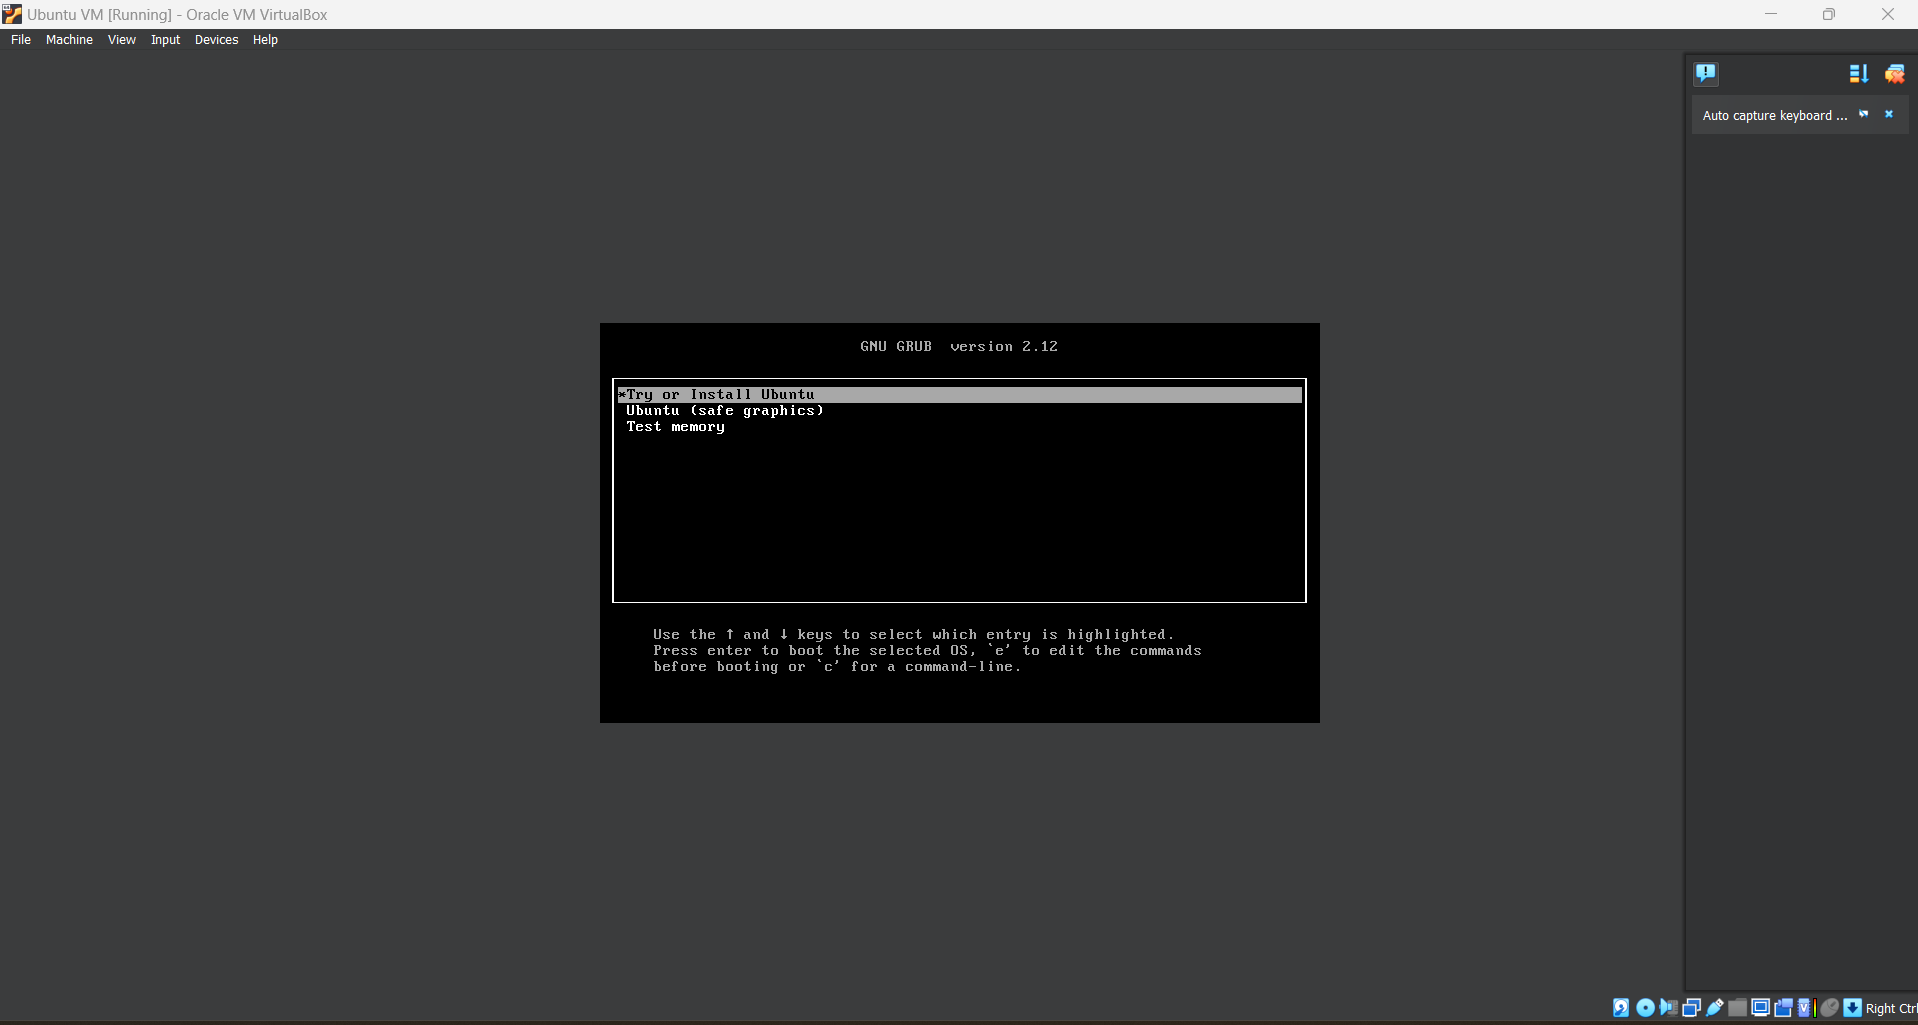 Ubuntu VM [Running] - Oracle VM VirtualBox
File Machine View Input Devices Help
Auto capture keyboard ...
GNU GRUB version 2.12
*Try or Install Ubuntu
Ubuntu (safe graphics)
Test memory
Use the ↑ and ↓ keys to select which entry is highlighted.
Press enter to boot the selected OS, `e' to edit the commands
before booting or `c' for a command-line.
Right Ctrl